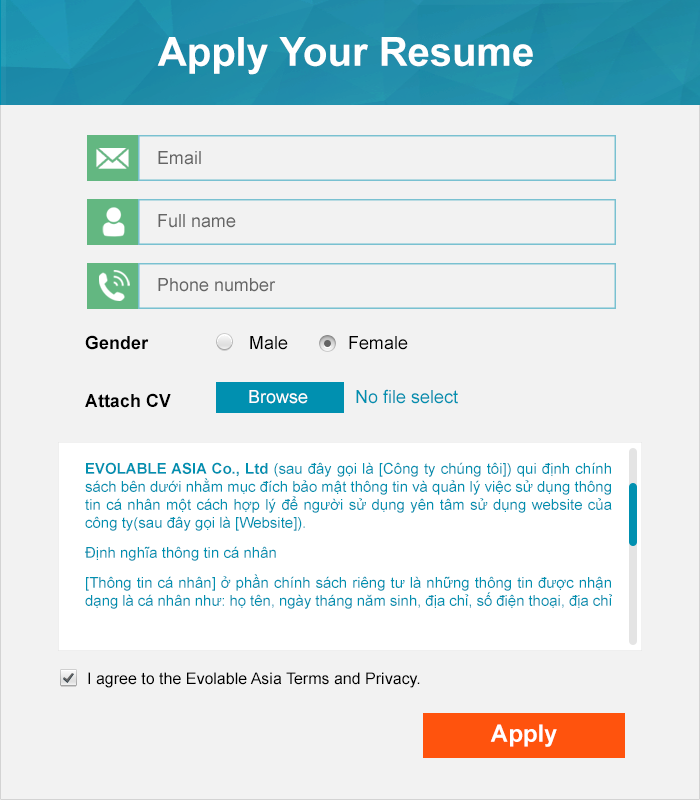 Apply Your Resume
Email
Full name
Phone number
Gender Male Female
Attach CV Browse No file select
EVOLABLE ASIA Co., Ltd (sau đây gọi là [Công ty chúng tôi]) qui định chính
sách bên dưới nhằm mục đích bảo mật thông tin và quản lý việc sử dụng thông
tin cá nhân một cách hợp lý để người sử dụng yên tâm sử dụng website của
công ty(sau đây gọi là [Website]).
Định nghĩa thông tin cá nhân
[Thông tin cá nhân] ở phần chính sách riêng tư là những thông tin được nhận
dạng là cá nhân như: họ tên, ngày tháng năm sinh, địa chỉ, số điện thoại, địa chỉ
I agree to the Evolable Asia Terms and Privacy.
Apply